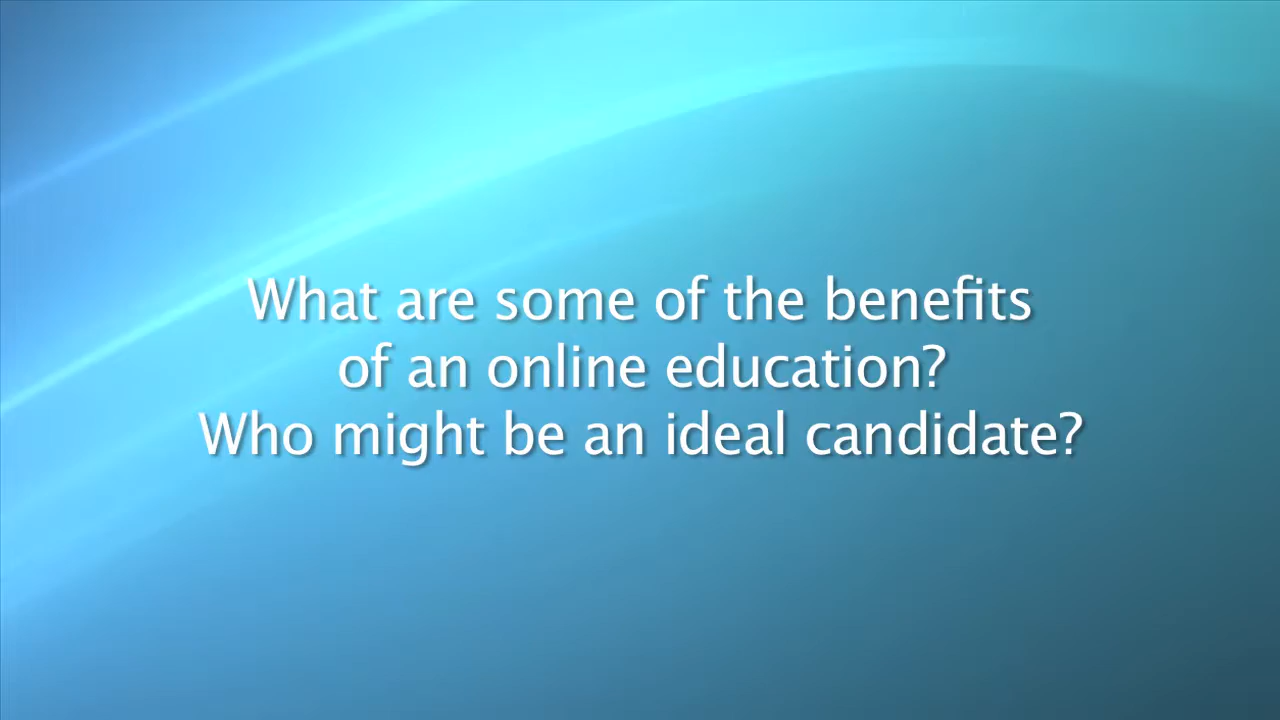 What are some of the benefits
of an online education?
Who might be an ideal candidate?